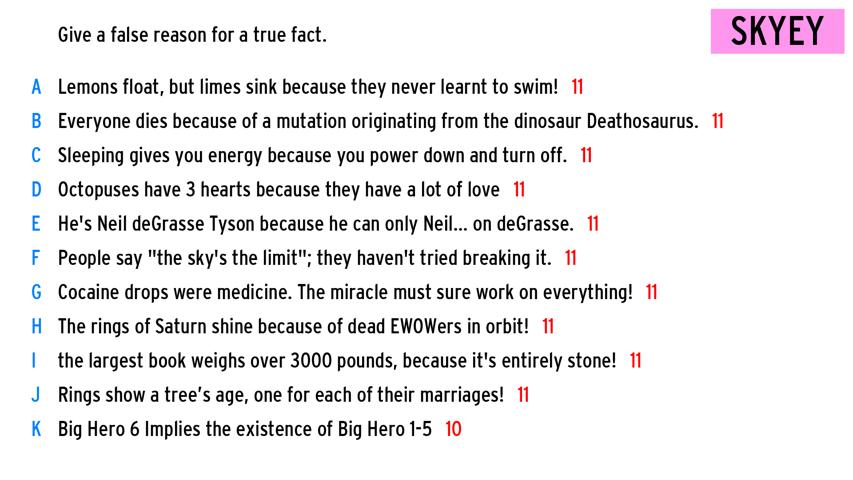 Give a false reason for a true fact.
SKYEY
A Lemons float, but limes sink because they never learnt to swim! 11
B Everyone dies because of a mutation originating from the dinosaur Deathosaurus. 11
C Sleeping gives you energy because you power down and turn off. 11
D Octopuses have 3 hearts because they have a lot of love 11
E He's Neil deGrasse Tyson because he can only Neil... on deGrasse. 11
F People say "the sky's the limit"; they haven't tried breaking it. 11
G Cocaine drops were medicine. The miracle must sure work on everything! 11
H The rings of Saturn shine because of dead EWOWers in orbit! 11
I the largest book weighs over 3000 pounds, because it's entirely stone! 11
J Rings show a tree’s age, one for each of their marriages! 11
K Big Hero 6 Implies the existence of Big Hero 1-5 10